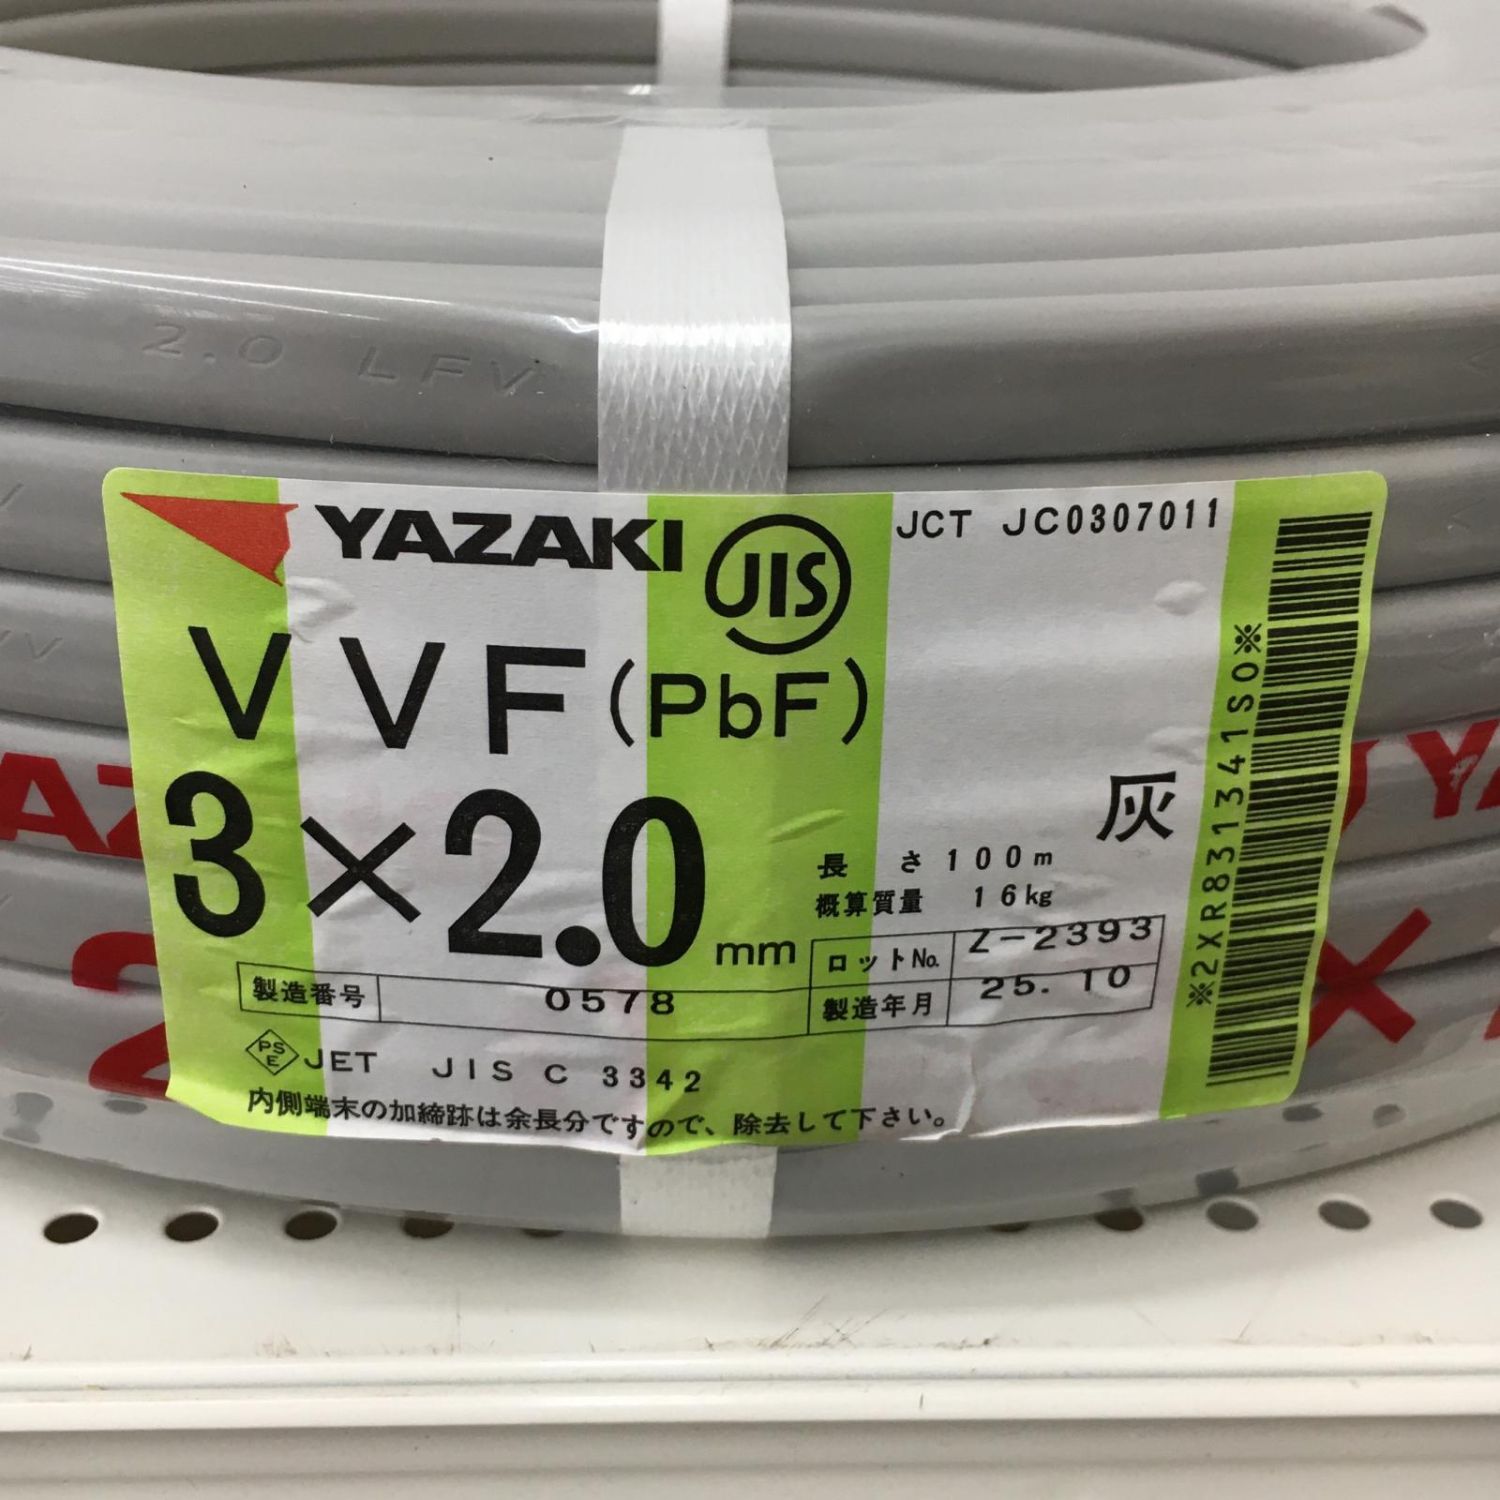 2.0 LFV
YAZAKI JIS JCT JC0307011
VVF(PbF)
3×2.0mm
灰
長さ 100m
概算質量 16kg
ロットNo. Z-2393
製造番号 0578 製造年月 25.10
PSE JET JIS C 3342
内側端末の加締跡は余長分ですので、除去して下さい。
※2XR831341S0※